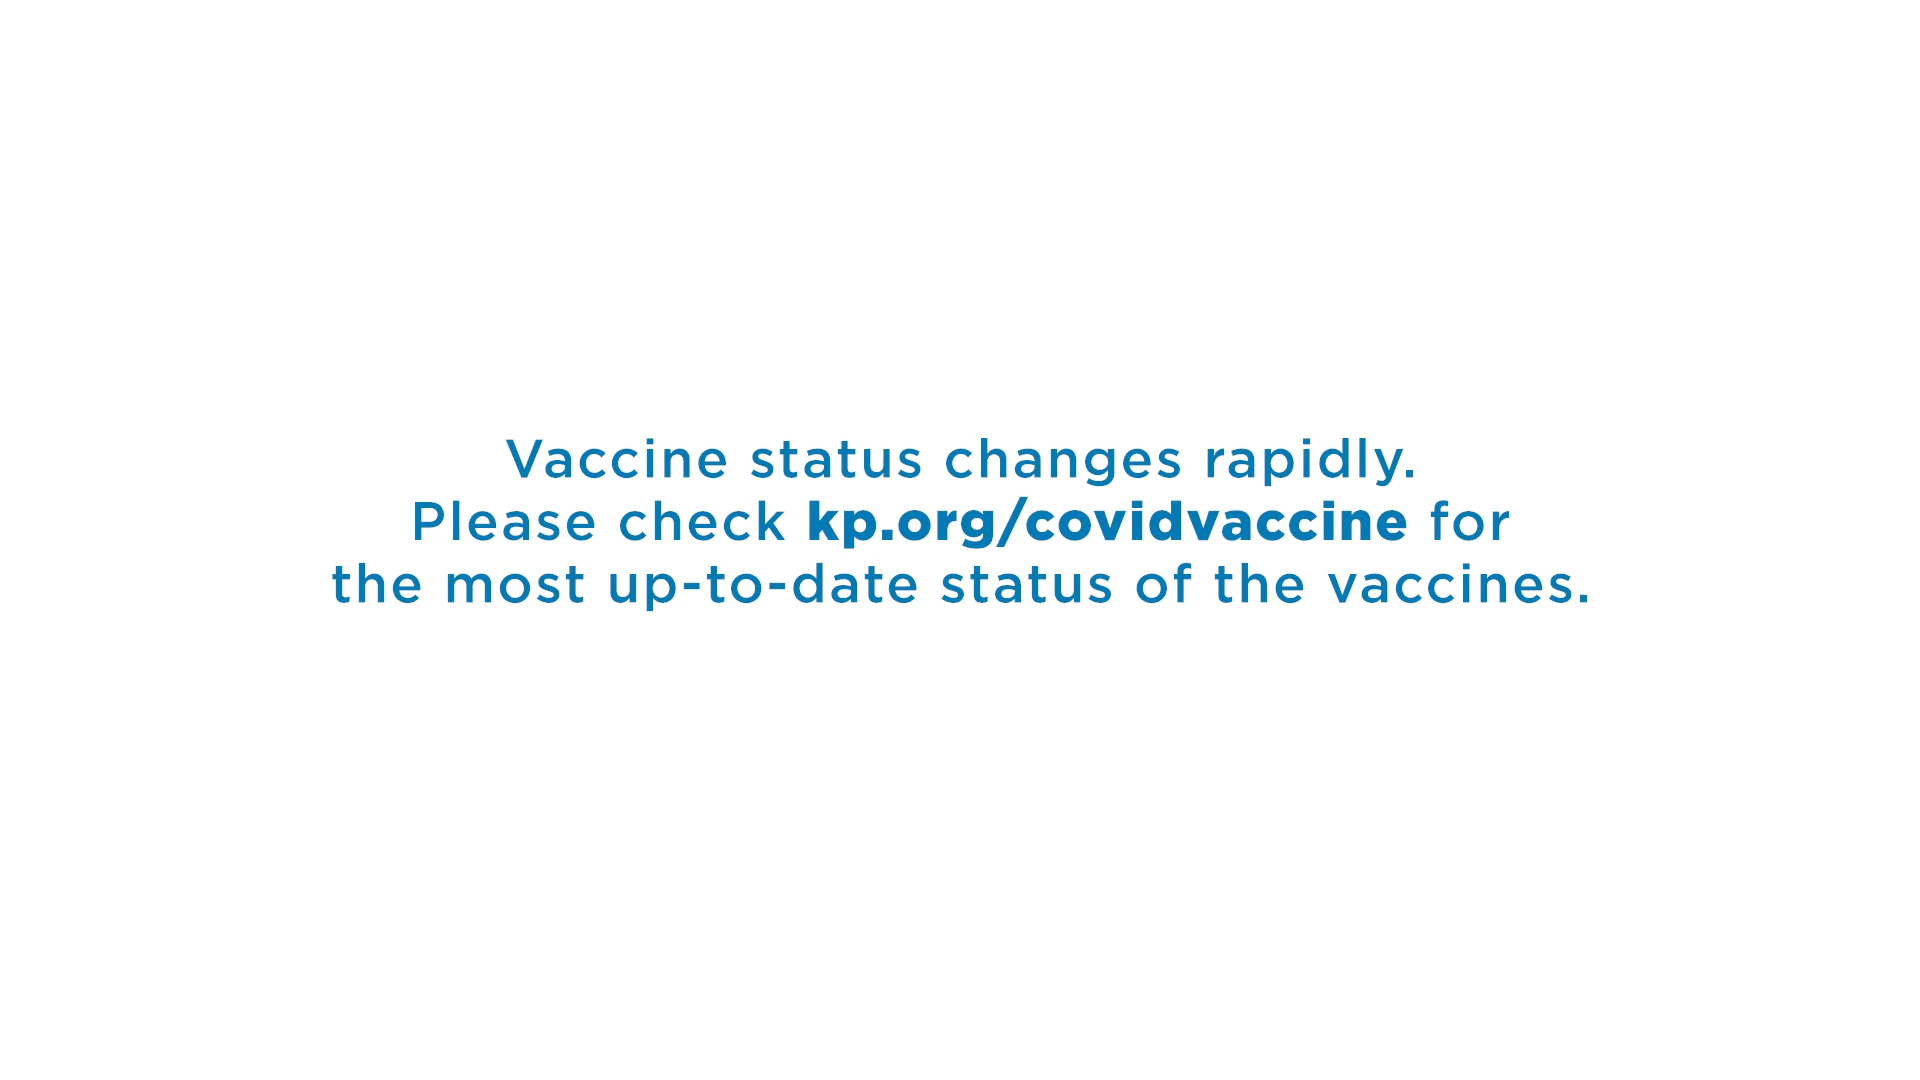 Vaccine status changes rapidly.
Please check kp.org/covidvaccine for
the most up-to-date status of the vaccines.